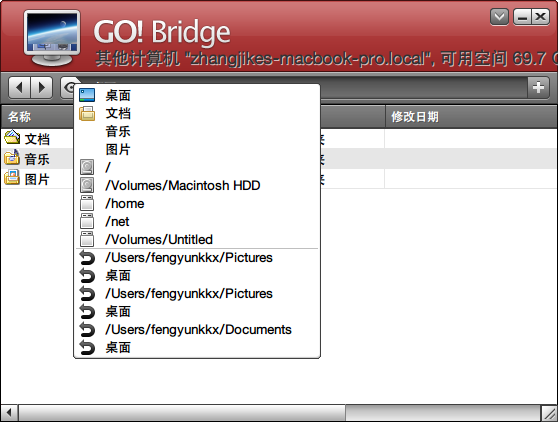 GO! Bridge
其他计算机 "zhangjikes-macbook-pro.local", 可用空间 69.7 G
名称
修改日期
文档
音乐
图片
桌面
文档
音乐
图片
/
/Volumes/Macintosh HDD
/home
/net
/Volumes/Untitled
/Users/fengyunkkx/Pictures
桌面
/Users/fengyunkkx/Pictures
桌面
/Users/fengyunkkx/Documents
桌面